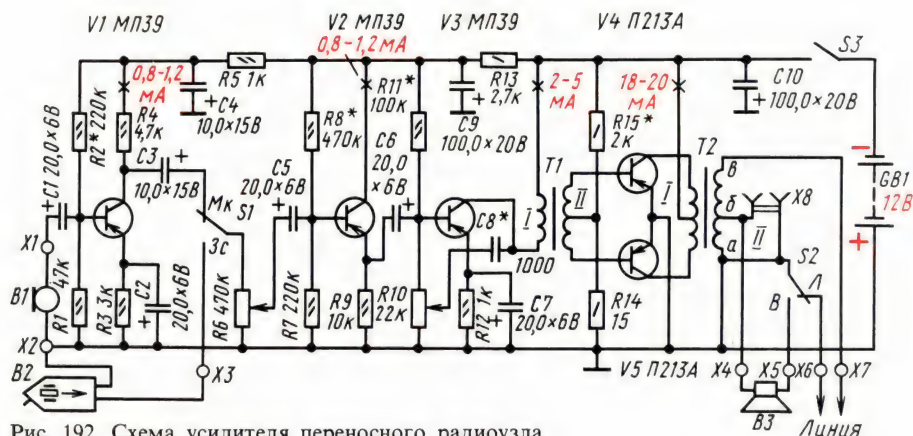 V1 МП39
V2 МП39
V3 МП39
V4 П213А
0,8-1,2
мА
R5 1к
0,8-1,2мА
R11*
100к
R13
2,7к
2-5
мА
18-20
мА
S3
R2* 220к
R4
4,7к
C4
10,0×15В
R8*
470к
C9
100,0×20В
R15*
2к
C10
100,0×20В
C1 20,0×6В
C3
10,0×15В
Мк
S1
Зс
C5
20,0×6В
C6
20,0
×6В
C8*
1000
T1
I
II
I
T2
в
б
а
II
X8
GB1
12В
X1
47к
B1
R1
R3 3к
C2
20,0×6В
R6 470к
R7 220к
R9
10к
R10
22к
R12 1к
C7
20,0×6В
R14
15
S2
Л
В
X2
B2
X3
V5 П213А
X4
X5
X6
X7
B3
Линия
Рис. 192. Схема усилителя переносного радиоузла